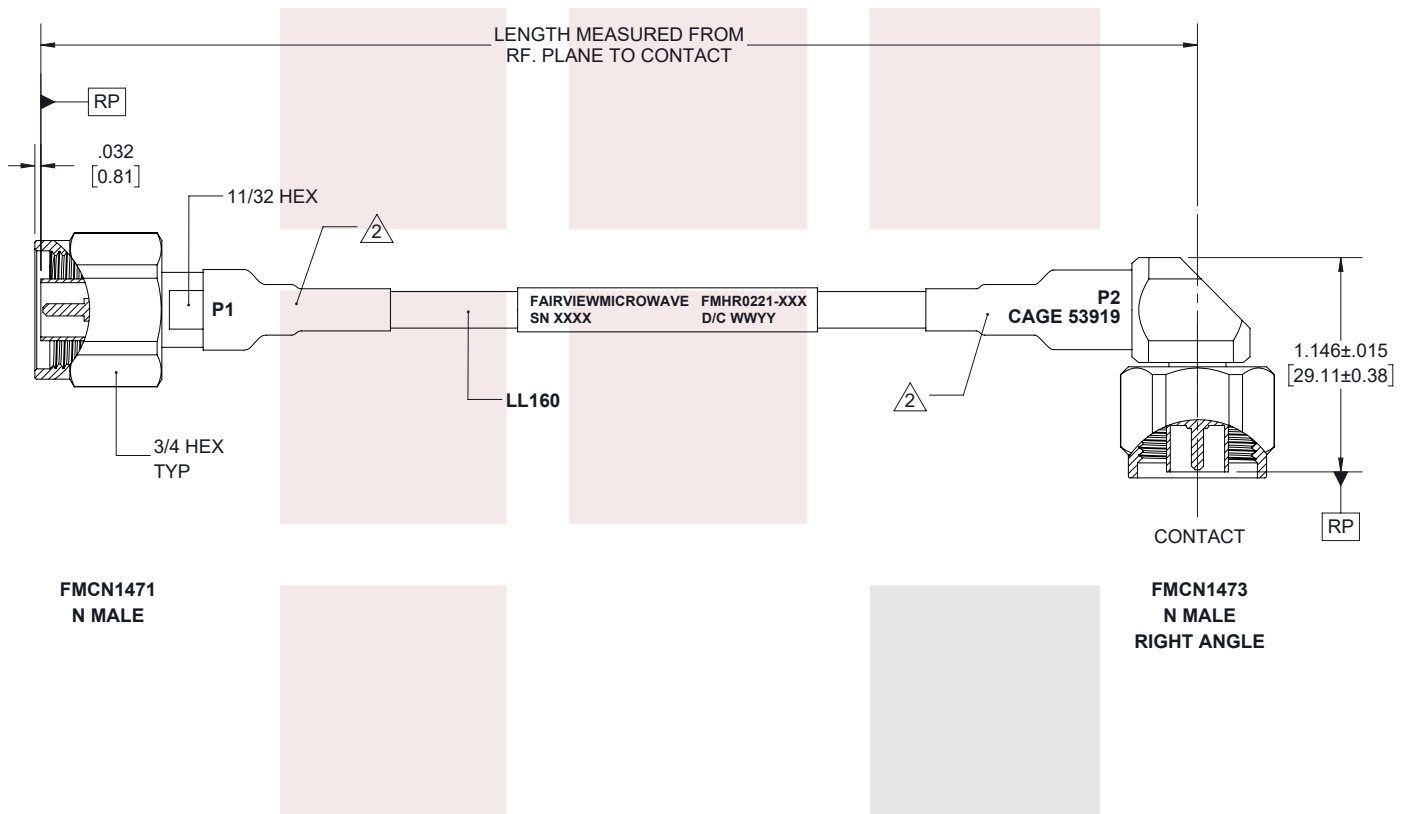 LENGTH MEASURED FROM
RF. PLANE TO CONTACT
RP
.032
[0.81]
11/32 HEX
2
P1
FAIRVIEWMICROWAVE FMHR0221-XXX
SN XXXX D/C WWYY
P2
CAGE 53919
1.146±.015
[29.11±0.38]
LL160
2
3/4 HEX
TYP
CONTACT
RP
FMCN1471
N MALE
FMCN1473
N MALE
RIGHT ANGLE